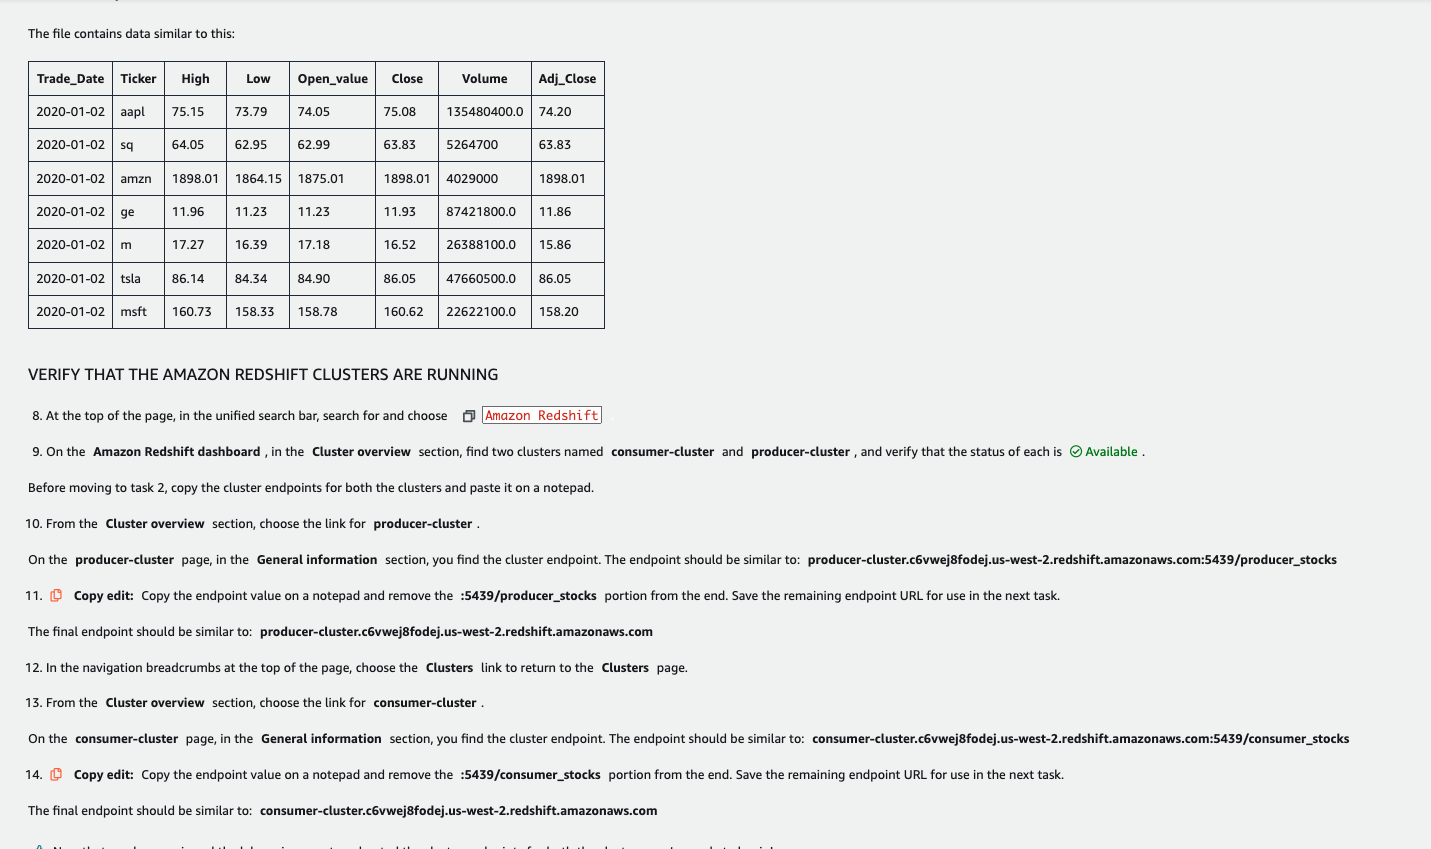 The file contains data similar to this:
Trade_Date Ticker High Low Open_value Close Volume Adj_Close
2020-01-02 aapl 75.15 73.79 74.05 75.08 135480400.0 74.20
2020-01-02 sq 64.05 62.95 62.99 63.83 5264700 63.83
2020-01-02 amzn 1898.01 1864.15 1875.01 1898.01 4029000 1898.01
2020-01-02 ge 11.96 11.23 11.23 11.93 87421800.0 11.86
2020-01-02 m 17.27 16.39 17.18 16.52 26388100.0 15.86
2020-01-02 tsla 86.14 84.34 84.90 86.05 47660500.0 86.05
2020-01-02 msft 160.73 158.33 158.78 160.62 22622100.0 158.20
VERIFY THAT THE AMAZON REDSHIFT CLUSTERS ARE RUNNING
8. At the top of the page, in the unified search bar, search for and choose Amazon Redshift
9. On the Amazon Redshift dashboard , in the Cluster overview section, find two clusters named consumer-cluster and producer-cluster , and verify that the status of each is Available .
Before moving to task 2, copy the cluster endpoints for both the clusters and paste it on a notepad.
10. From the Cluster overview section, choose the link for producer-cluster .
On the producer-cluster page, in the General information section, you find the cluster endpoint. The endpoint should be similar to: producer-cluster.c6vwej8fodej.us-west-2.redshift.amazonaws.com:5439/producer_stocks
11. Copy edit: Copy the endpoint value on a notepad and remove the :5439/producer_stocks portion from the end. Save the remaining endpoint URL for use in the next task.
The final endpoint should be similar to: producer-cluster.c6vwej8fodej.us-west-2.redshift.amazonaws.com
12. In the navigation breadcrumbs at the top of the page, choose the Clusters link to return to the Clusters page.
13. From the Cluster overview section, choose the link for consumer-cluster .
On the consumer-cluster page, in the General information section, you find the cluster endpoint. The endpoint should be similar to: consumer-cluster.c6vwej8fodej.us-west-2.redshift.amazonaws.com:5439/consumer_stocks
14. Copy edit: Copy the endpoint value on a notepad and remove the :5439/consumer_stocks portion from the end. Save the remaining endpoint URL for use in the next task.
The final endpoint should be similar to: consumer-cluster.c6vwej8fodej.us-west-2.redshift.amazonaws.com